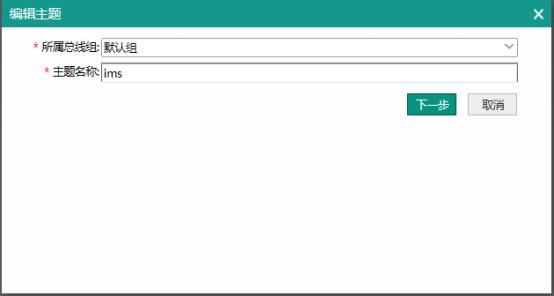 编辑主题
* 所属总线组: 默认组
* 主题名称: ims
下一步 取消